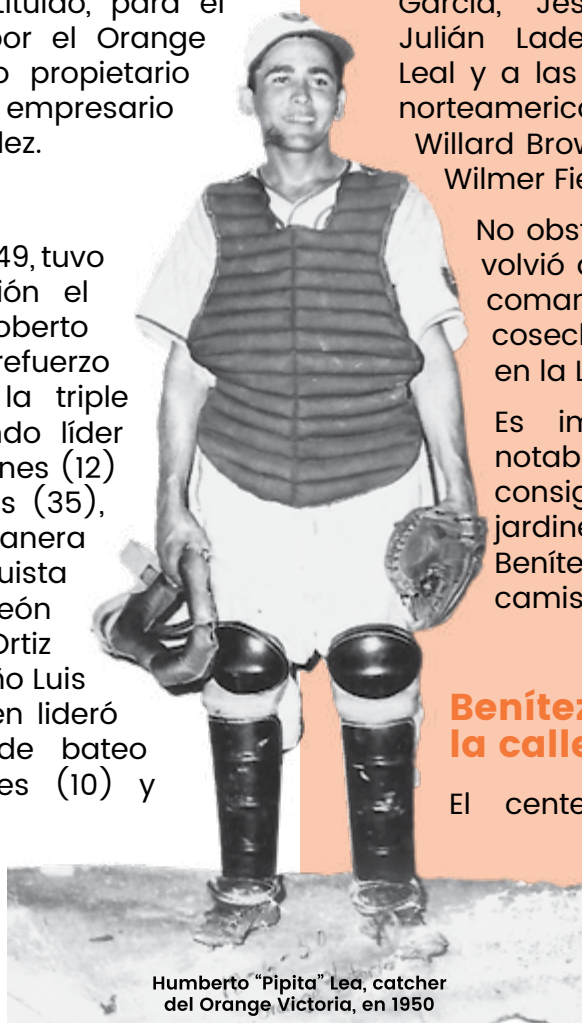 tituido, para el
por el Orange
o propietario
empresario
dez.
49, tuvo
ión el
oberto
refuerzo
la triple
ndo líder
nes (12)
s (35),
anera
uista
eón
Ortiz
ño Luis
en lideró
de bateo
es (10) y
García, Jes
Julián Lade
Leal y a las
norteamerica
Willard Brow
Wilmer Fie
No obst
volvió
coman
cosech
en la L
Es im
notab
consig
jardine
Beníte
camis
Benítez
la calle
El cente
Humberto “Pipita” Lea, catcher
del Orange Victoria, en 1950